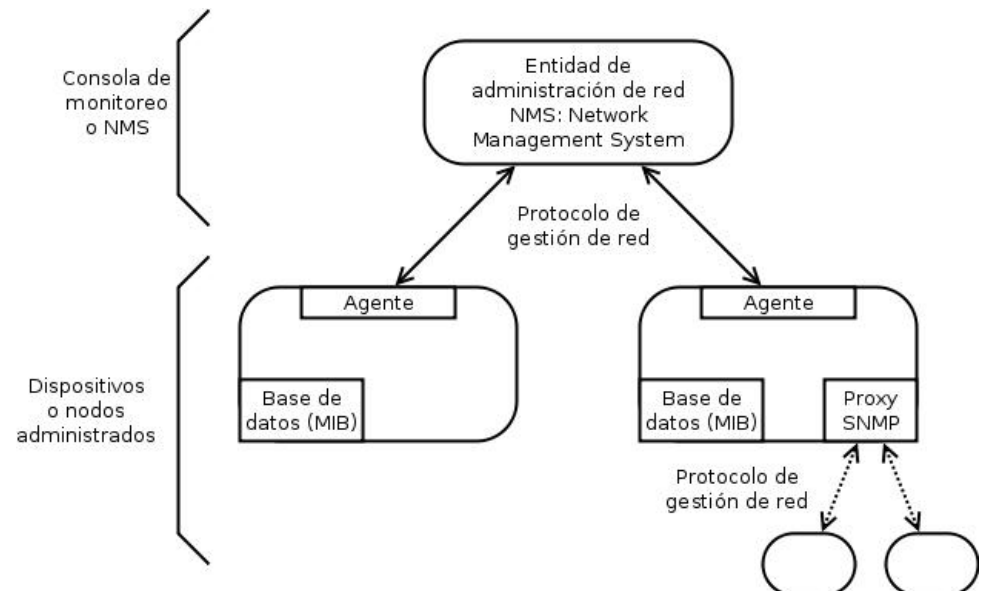 Consola de
monitoreo
o NMS
Entidad de
administración de red
NMS: Network
Management System
Protocolo de
gestión de red
Dispositivos
o nodos
administrados
Agente
Base de
datos (MIB)
Agente
Base de
datos (MIB)
Proxy
SNMP
Protocolo de
gestión de red